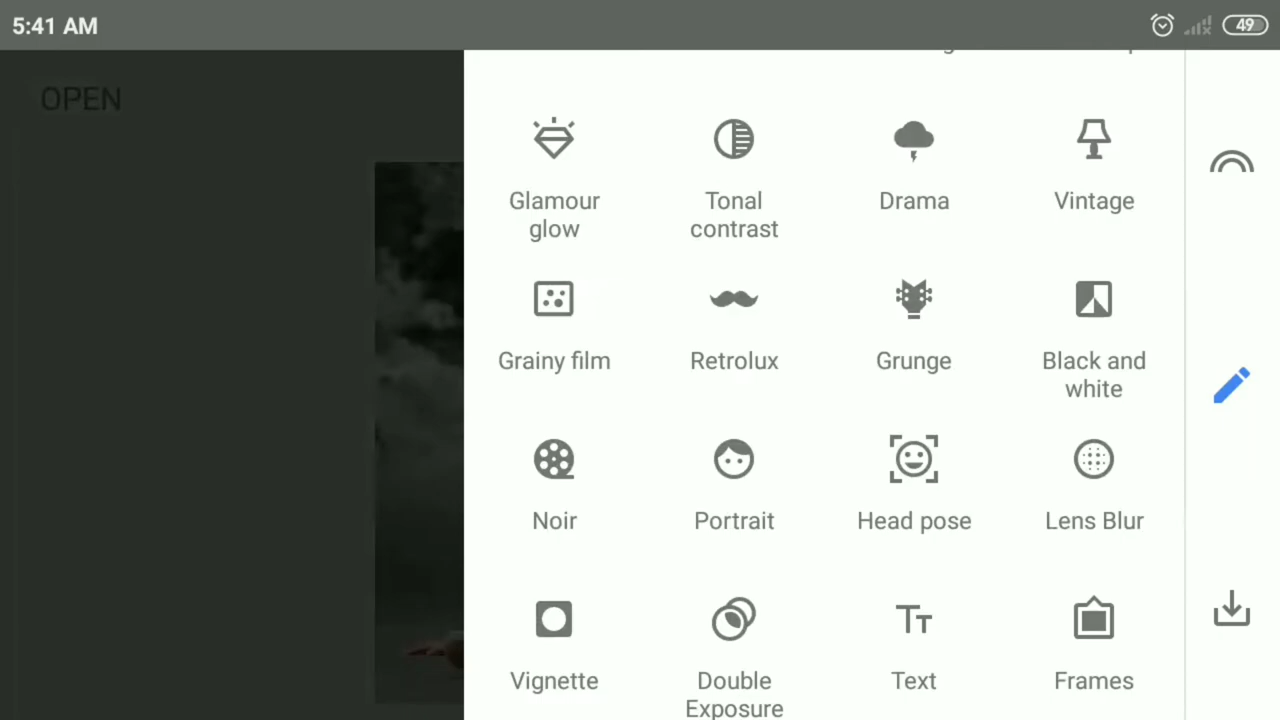 5:41 AM
49
OPEN
Glamour
glow
Tonal
contrast
Drama
Vintage
Grainy film
Retrolux
Grunge
Black and
white
Noir
Portrait
Head pose
Lens Blur
Vignette
Double
Exposure
Text
Frames